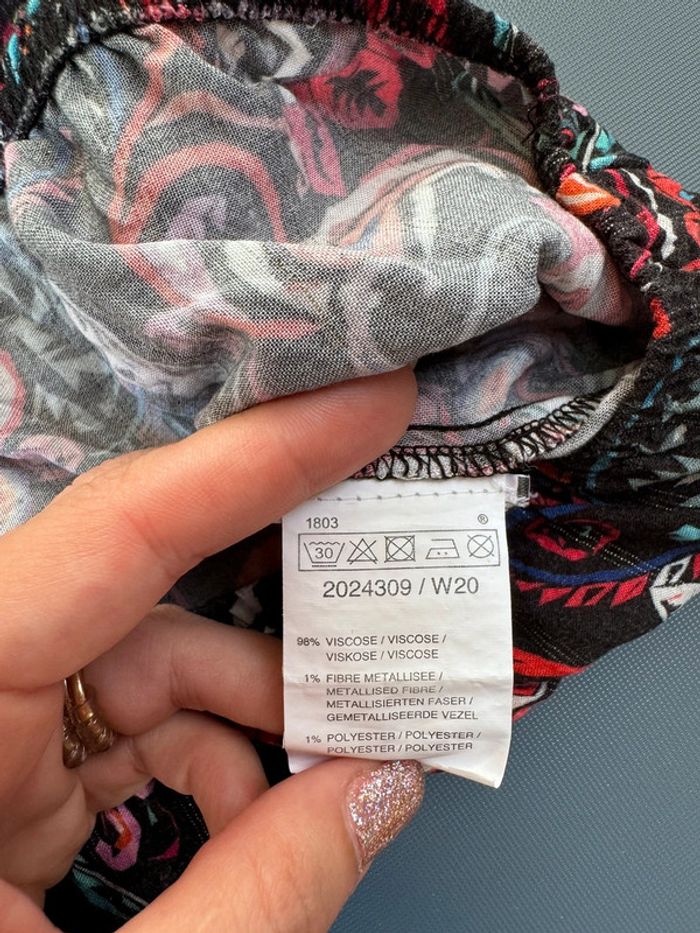 1803 ®
30
2024309 / W20
98% VISCOSE / VISCOSE /
VISKOSE / VISCOSE
1% FIBRE METALLISEE /
METALLISED FIBRE /
METALLISIERTEN FASER /
GEMETALLISEERDE VEZEL
1% POLYESTER / POLYESTER /
POLYESTER / POLYESTER